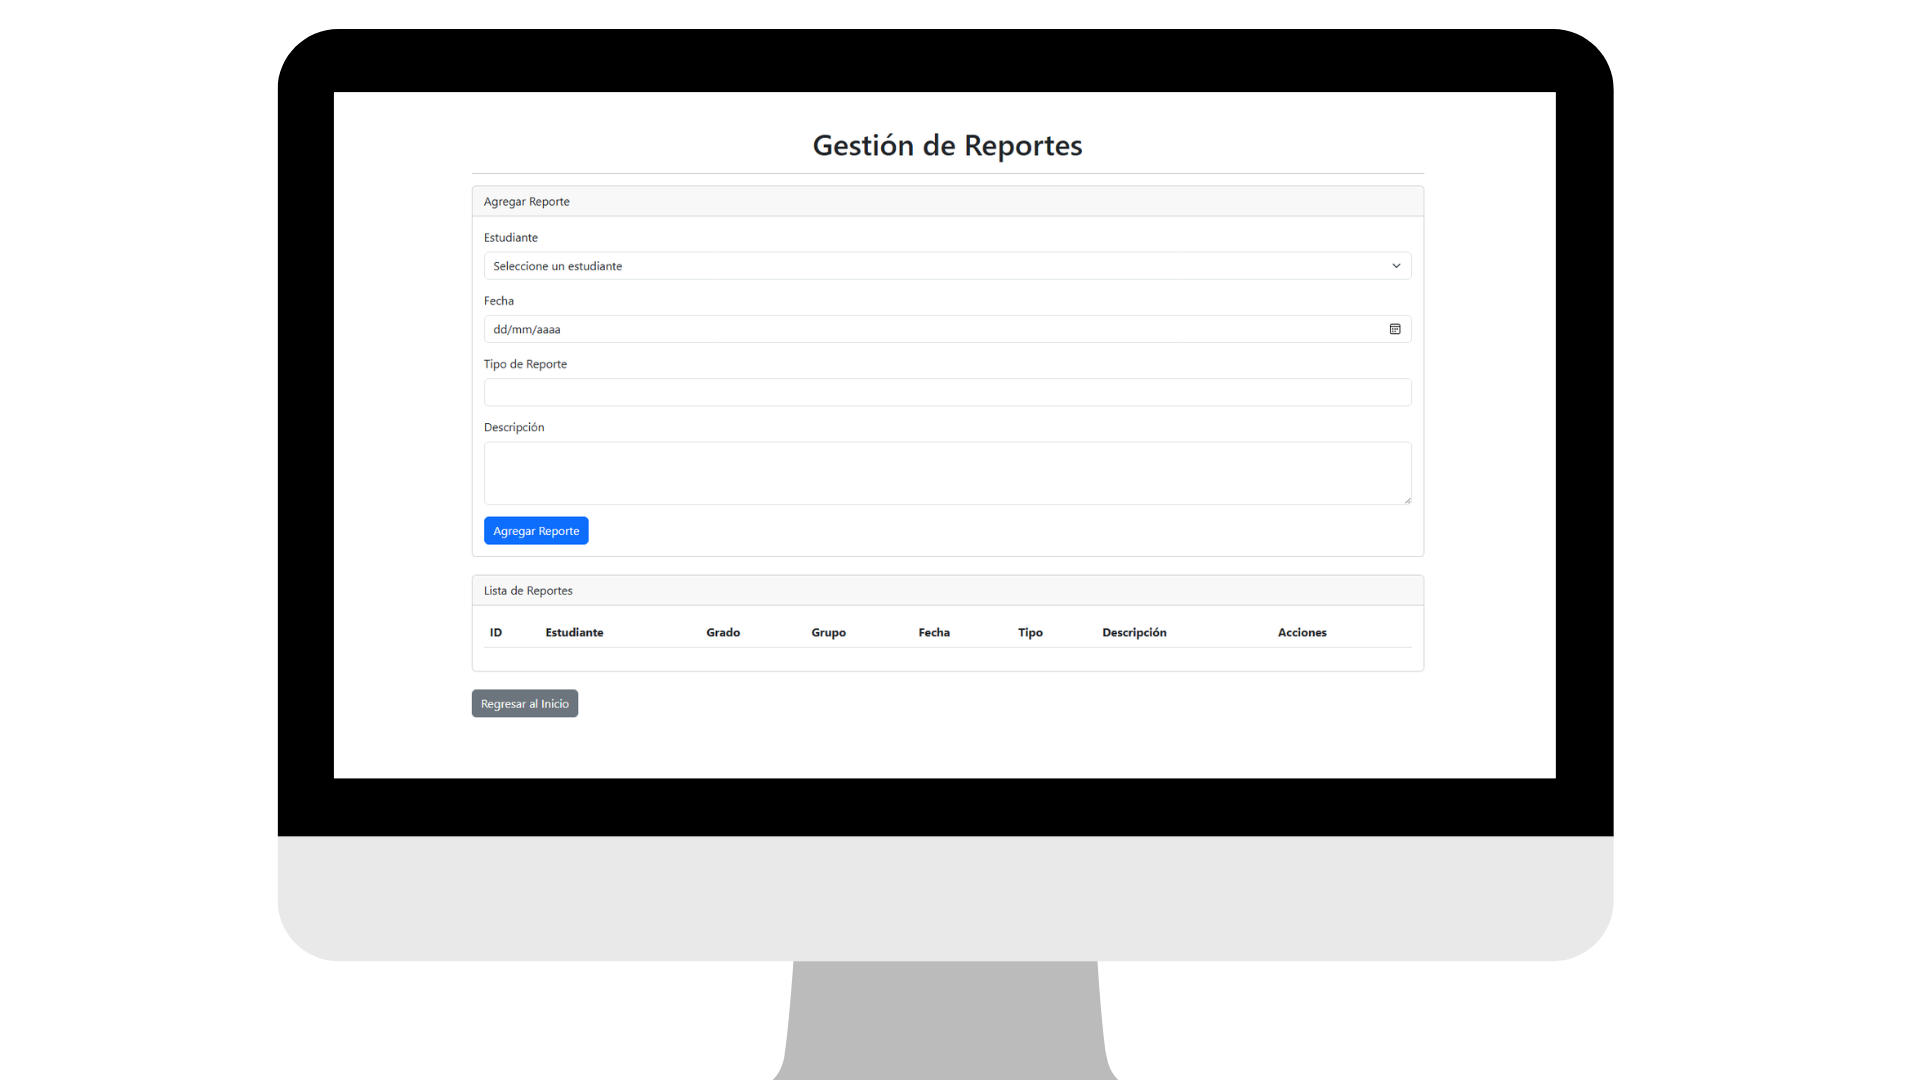 Gestión de Reportes
Agregar Reporte
Estudiante
Seleccione un estudiante
Fecha
dd/mm/aaaa
Tipo de Reporte
Descripción
Agregar Reporte
Lista de Reportes
ID Estudiante Grado Grupo Fecha Tipo Descripción Acciones
Regresar al Inicio